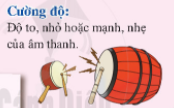 Cường độ:
Độ to, nhỏ hoặc mạnh, nhẹ
của âm thanh.